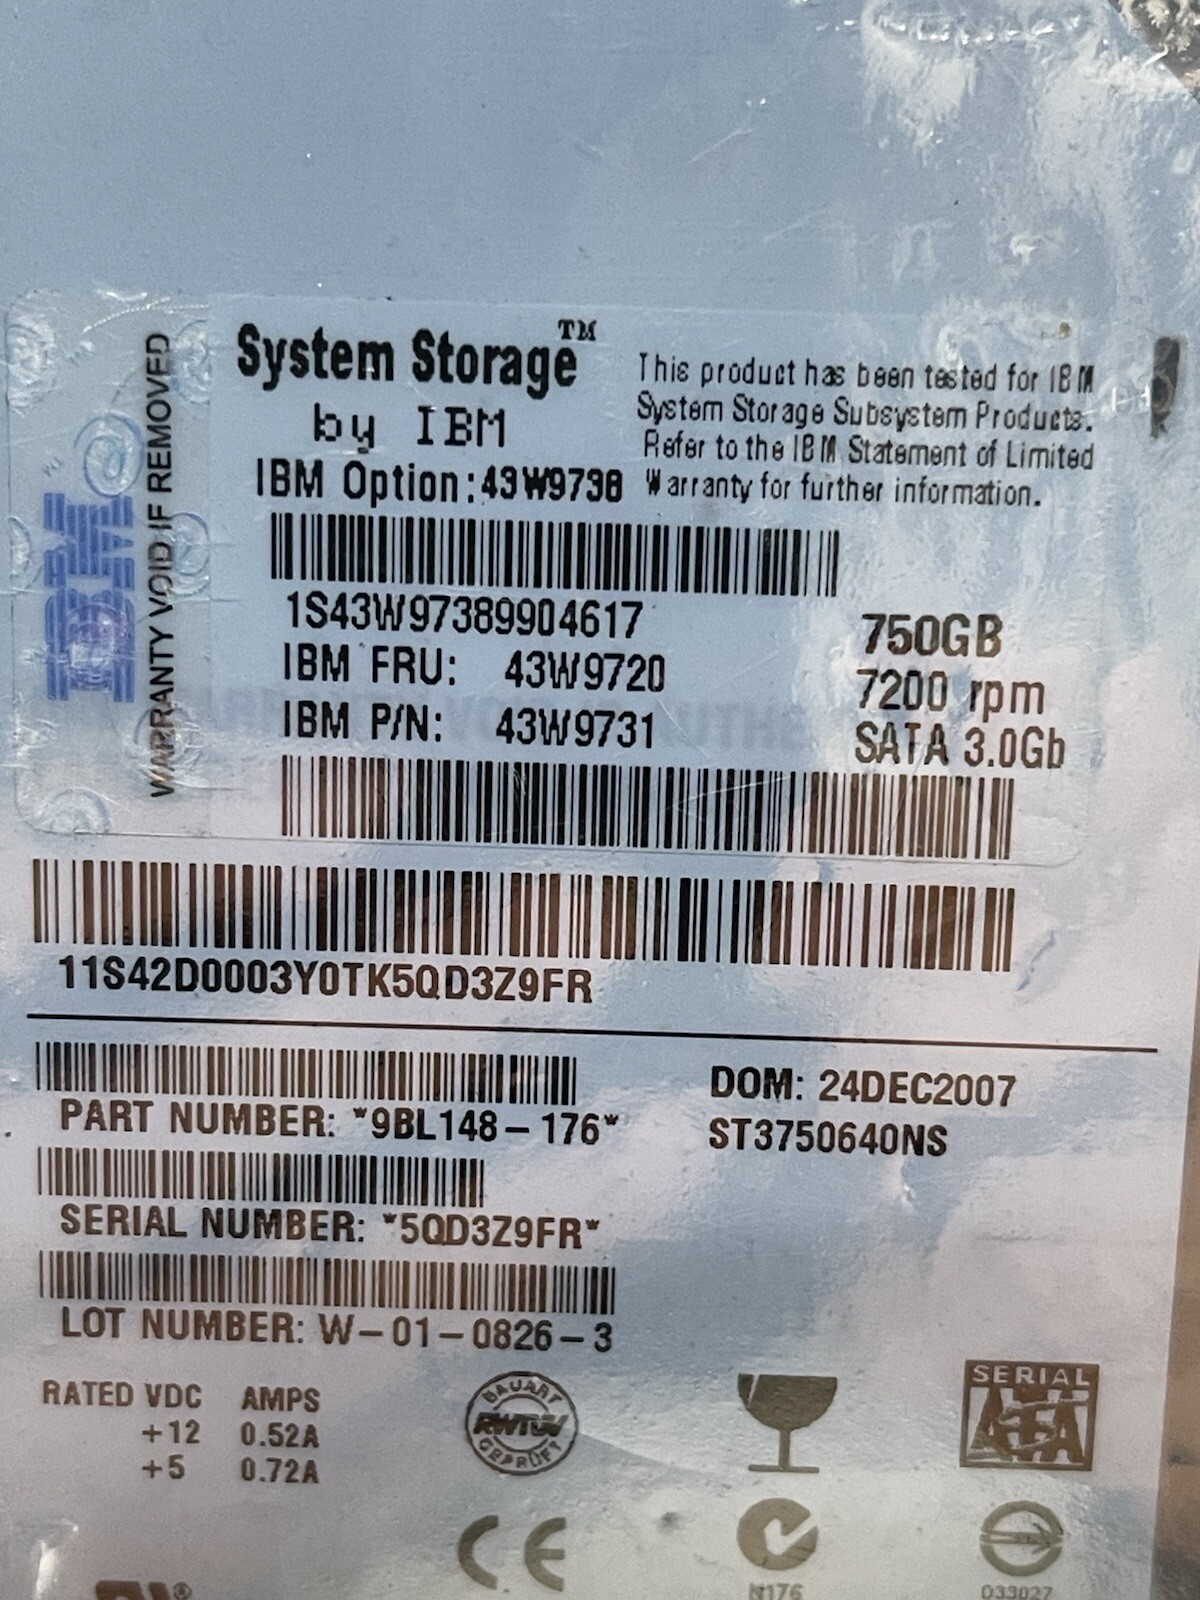 System Storage™
by IBM
This product has been tested for IBM
System Storage Subsystem Products.
Refer to the IBM Statement of Limited
Warranty for further information.
IBM Option:43W9738
IBM
WARRANTY VOID IF REMOVED
1S43W97389904617
IBM FRU: 43W9720
IBM P/N: 43W9731
750GB
7200 rpm
SATA 3.0Gb
11S42D0003Y0TK5QD3Z9FR
PART NUMBER: *9BL148-176*
DOM: 24DEC2007
ST3750640NS
SERIAL NUMBER: *5QD3Z9FR*
LOT NUMBER: W-01-0826-3
RATED VDC AMPS
+12 0.52A
+5 0.72A
BAUART
RWTÜV
GEPRÜFT
SERIAL
ATA
CE
N176
D33027
®